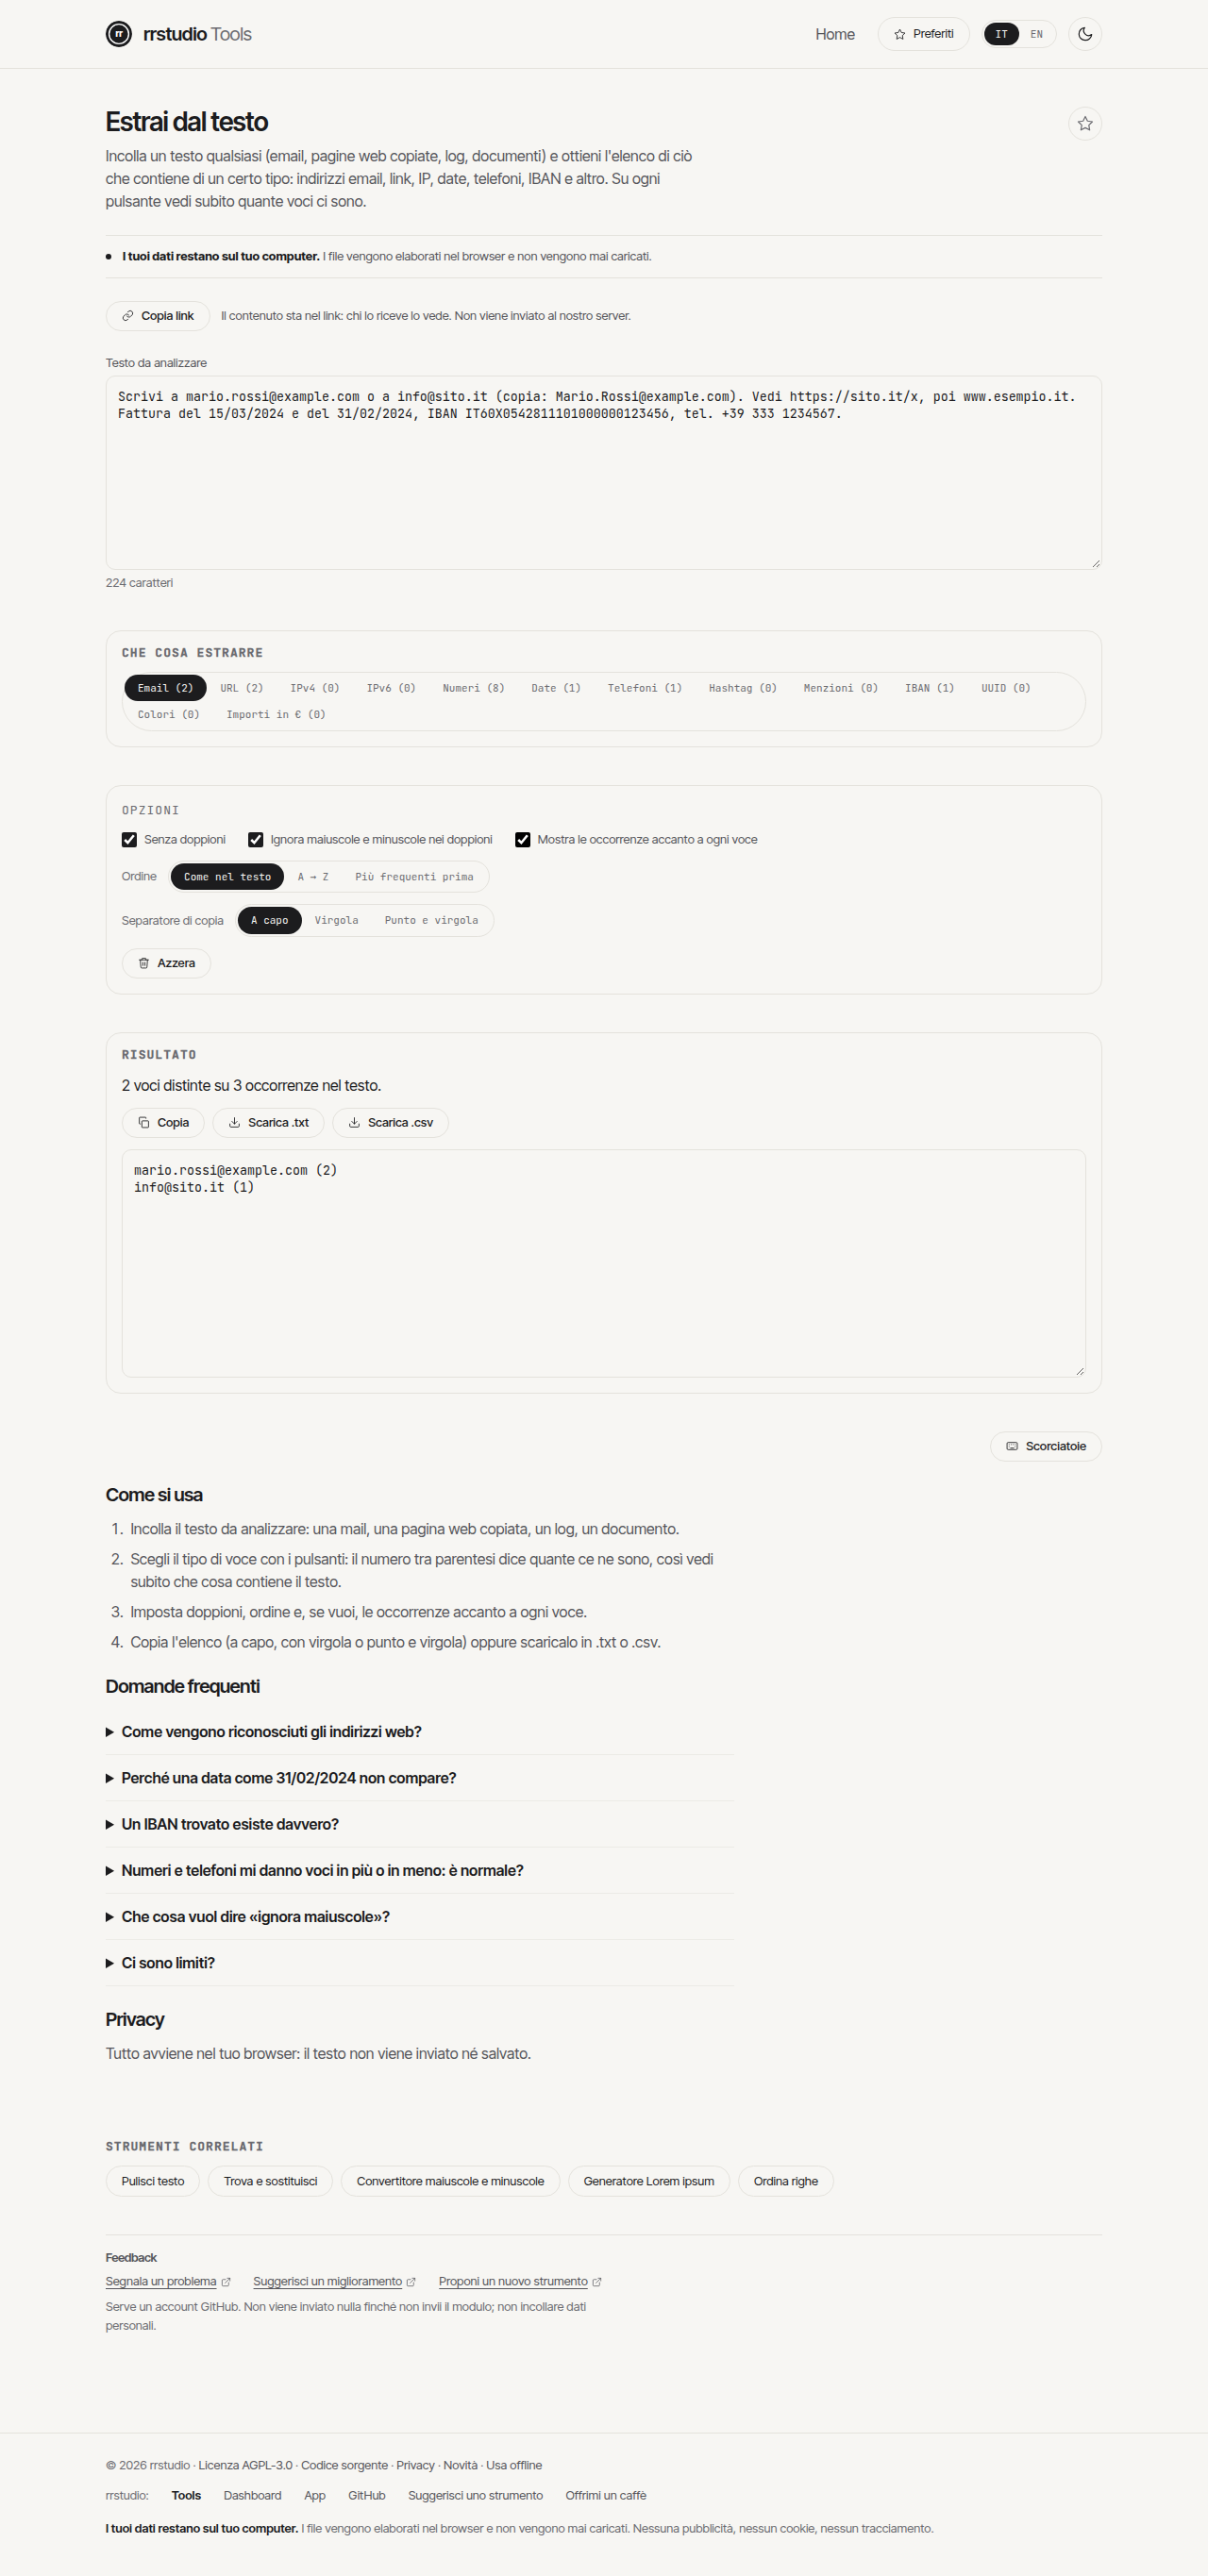 rr rrstudio Tools
Home
Preferiti
IT EN
Estrai dal testo
Incolla un testo qualsiasi (email, pagine web copiate, log, documenti) e ottieni l'elenco di ciò
che contiene di un certo tipo: indirizzi email, link, IP, date, telefoni, IBAN e altro. Su ogni
pulsante vedi subito quante voci ci sono.
I tuoi dati restano sul tuo computer. I file vengono elaborati nel browser e non vengono mai caricati.
Copia link Il contenuto sta nel link: chi lo riceve lo vede. Non viene inviato al nostro server.
Testo da analizzare
Scrivi a mario.rossi@example.com o a info@sito.it (copia: Mario.Rossi@example.com). Vedi https://sito.it/x, poi www.esempio.it.
Fattura del 15/03/2024 e del 31/02/2024, IBAN IT60X0542811101000000123456, tel. +39 333 1234567.
224 caratteri
CHE COSA ESTRARRE
Email (2) URL (2) IPv4 (0) IPv6 (0) Numeri (8) Date (1) Telefoni (1) Hashtag (0) Menzioni (0) IBAN (1) UUID (0)
Colori (0) Importi in € (0)
OPZIONI
Senza doppioni Ignora maiuscole e minuscole nei doppioni Mostra le occorrenze accanto a ogni voce
Ordine Come nel testo A → Z Più frequenti prima
Separatore di copia A capo Virgola Punto e virgola
Azzera
RISULTATO
2 voci distinte su 3 occorrenze nel testo.
Copia Scarica .txt Scarica .csv
mario.rossi@example.com (2)
info@sito.it (1)
Scorciatoie
Come si usa
1. Incolla il testo da analizzare: una mail, una pagina web copiata, un log, un documento.
2. Scegli il tipo di voce con i pulsanti: il numero tra parentesi dice quante ce ne sono, così vedi
subito che cosa contiene il testo.
3. Imposta doppioni, ordine e, se vuoi, le occorrenze accanto a ogni voce.
4. Copia l'elenco (a capo, con virgola o punto e virgola) oppure scaricalo in .txt o .csv.
Domande frequenti
Come vengono riconosciuti gli indirizzi web?
Perché una data come 31/02/2024 non compare?
Un IBAN trovato esiste davvero?
Numeri e telefoni mi danno voci in più o in meno: è normale?
Che cosa vuol dire «ignora maiuscole»?
Ci sono limiti?
Privacy
Tutto avviene nel tuo browser: il testo non viene inviato né salvato.
STRUMENTI CORRELATI
Pulisci testo Trova e sostituisci Convertitore maiuscole e minuscole Generatore Lorem ipsum Ordina righe
Feedback
Segnala un problema Suggerisci un miglioramento Proponi un nuovo strumento
Serve un account GitHub. Non viene inviato nulla finché non invii il modulo; non incollare dati
personali.
© 2026 rrstudio · Licenza AGPL-3.0 · Codice sorgente · Privacy · Novità · Usa offline
rrstudio: Tools Dashboard App GitHub Suggerisci uno strumento Offrimi un caffè
I tuoi dati restano sul tuo computer. I file vengono elaborati nel browser e non vengono mai caricati. Nessuna pubblicità, nessun cookie, nessun tracciamento.